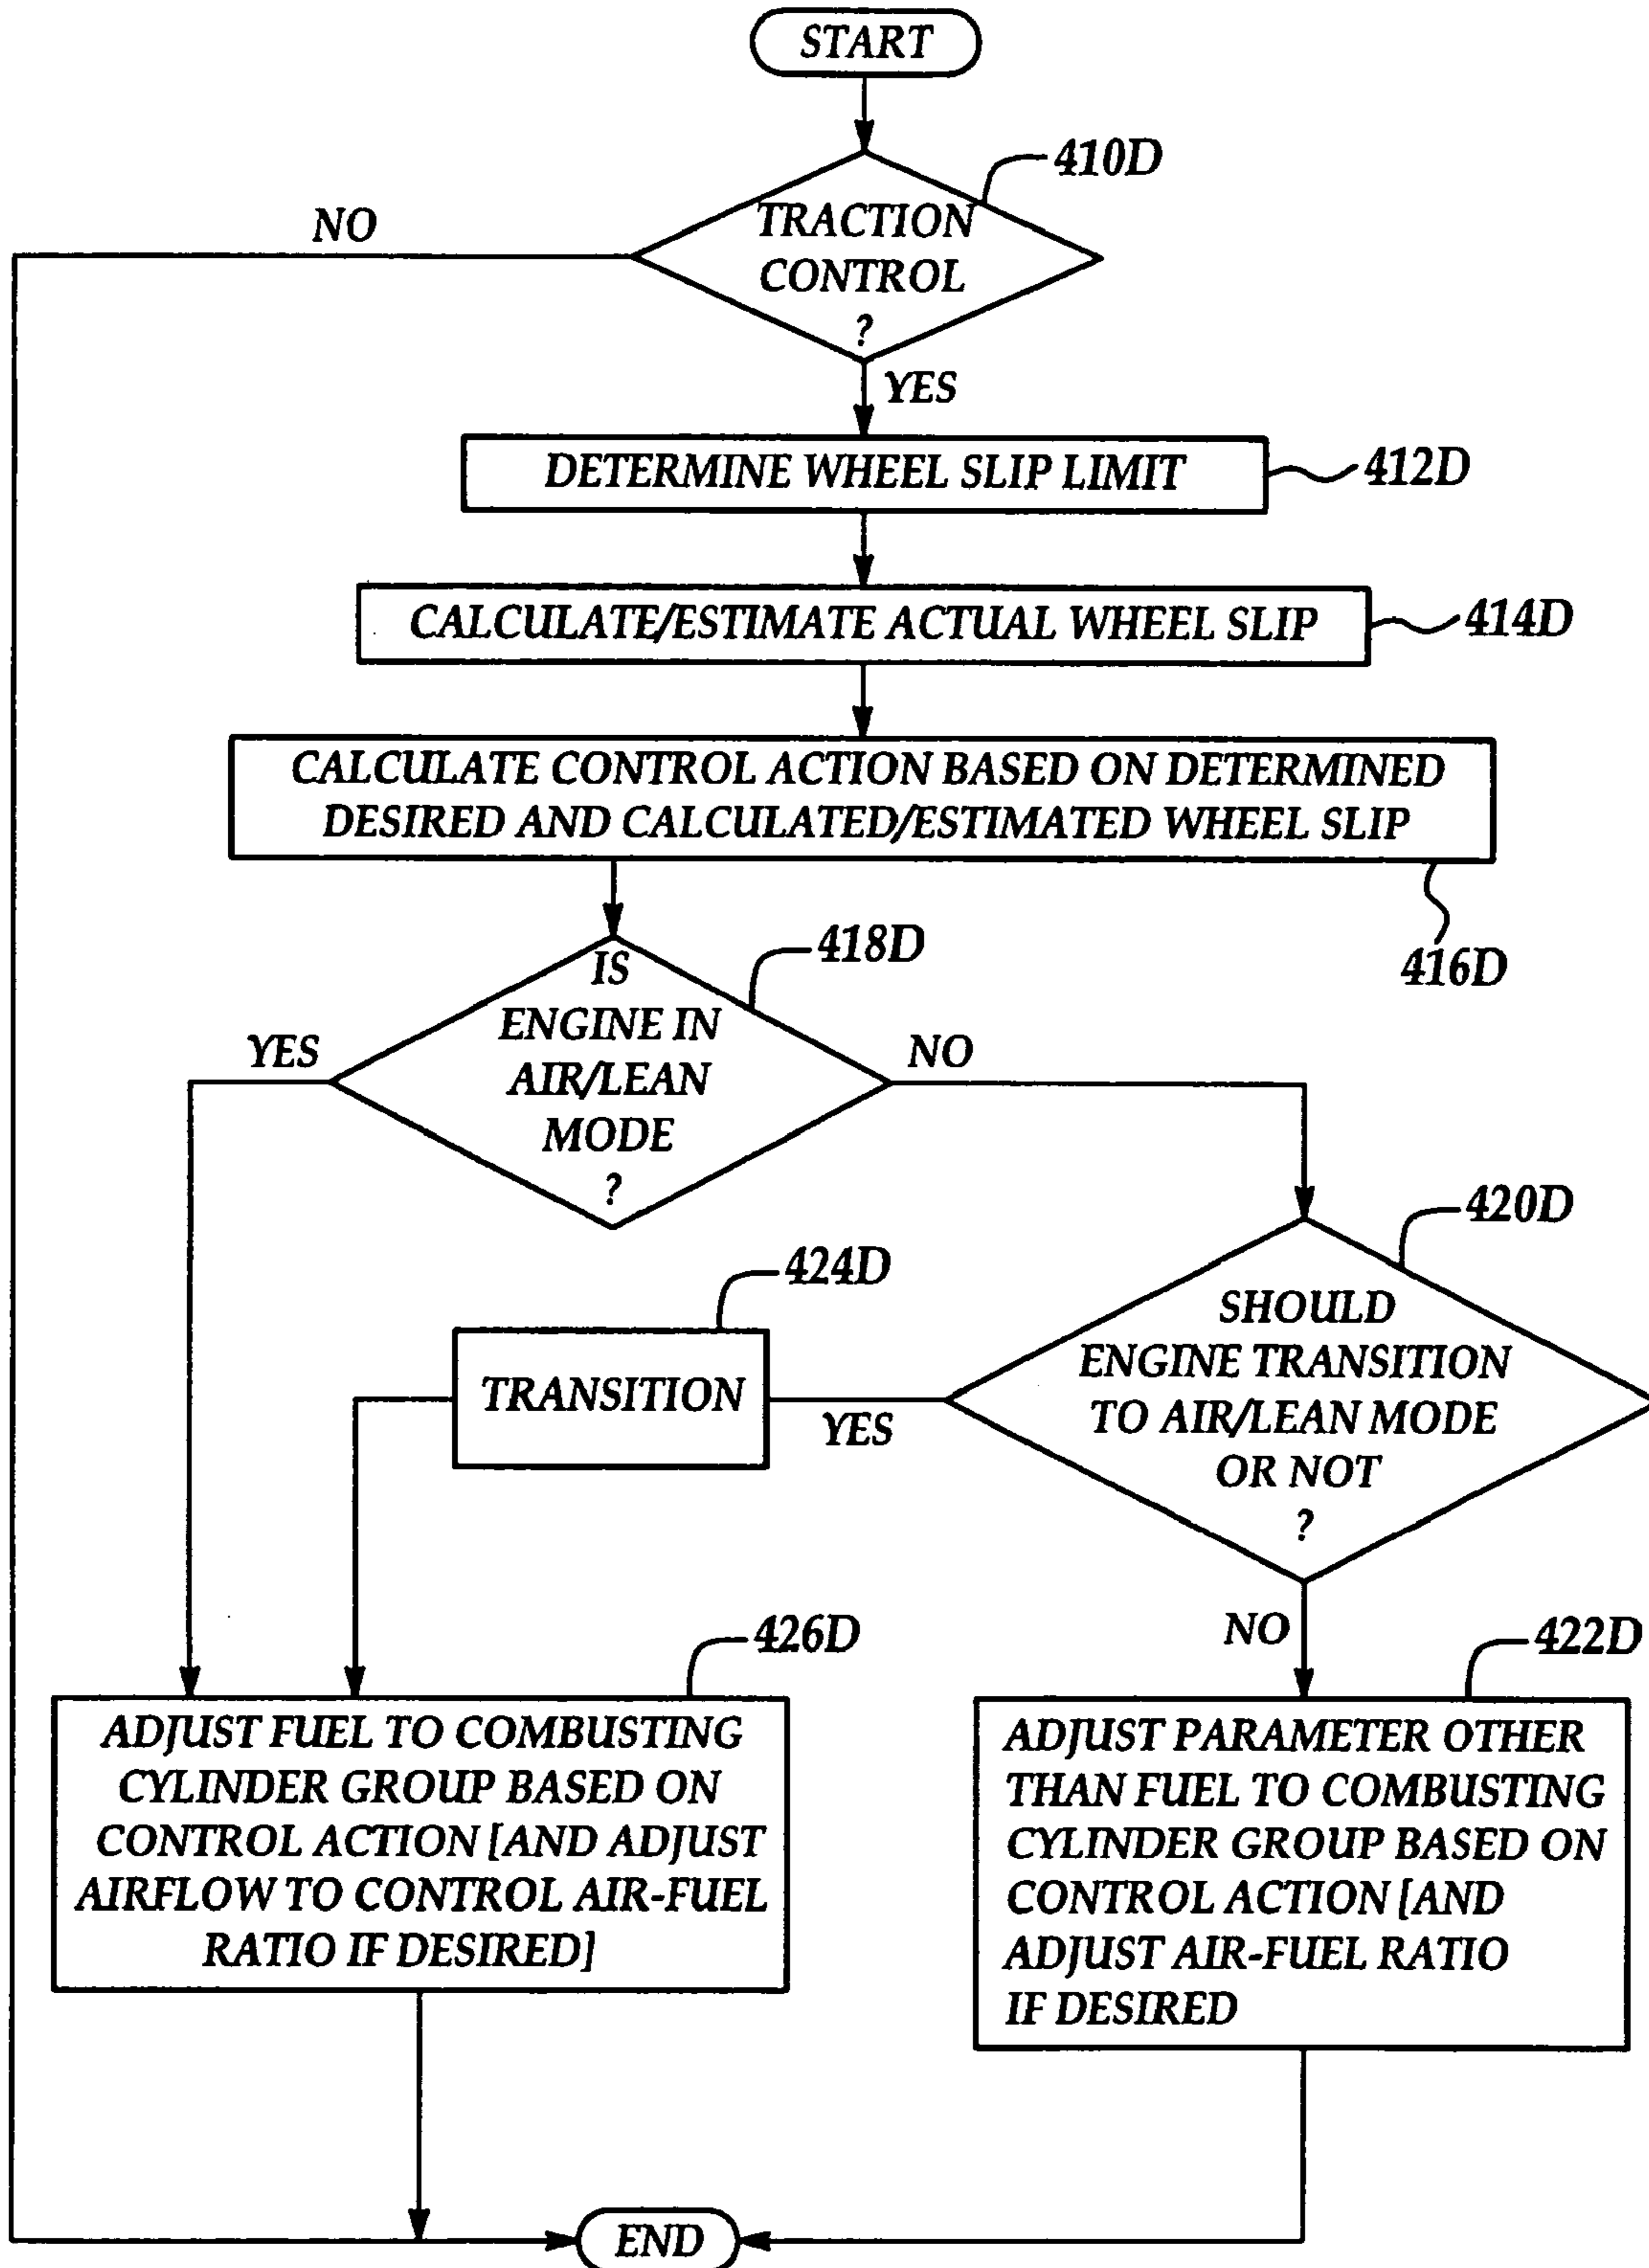 START
410D
NO
TRACTION
CONTROL
?
YES
DETERMINE WHEEL SLIP LIMIT
412D
CALCULATE/ESTIMATE ACTUAL WHEEL SLIP
414D
CALCULATE CONTROL ACTION BASED ON DETERMINED
DESIRED AND CALCULATED/ESTIMATED WHEEL SLIP
416D
418D
IS
ENGINE IN
AIR/LEAN
MODE
?
YES
NO
420D
424D
SHOULD
ENGINE TRANSITION
TO AIR/LEAN MODE
OR NOT
?
TRANSITION
YES
NO
426D
422D
ADJUST FUEL TO COMBUSTING
CYLINDER GROUP BASED ON
CONTROL ACTION [AND ADJUST
AIRFLOW TO CONTROL AIR-FUEL
RATIO IF DESIRED]
ADJUST PARAMETER OTHER
THAN FUEL TO COMBUSTING
CYLINDER GROUP BASED ON
CONTROL ACTION [AND
ADJUST AIR-FUEL RATIO
IF DESIRED
END